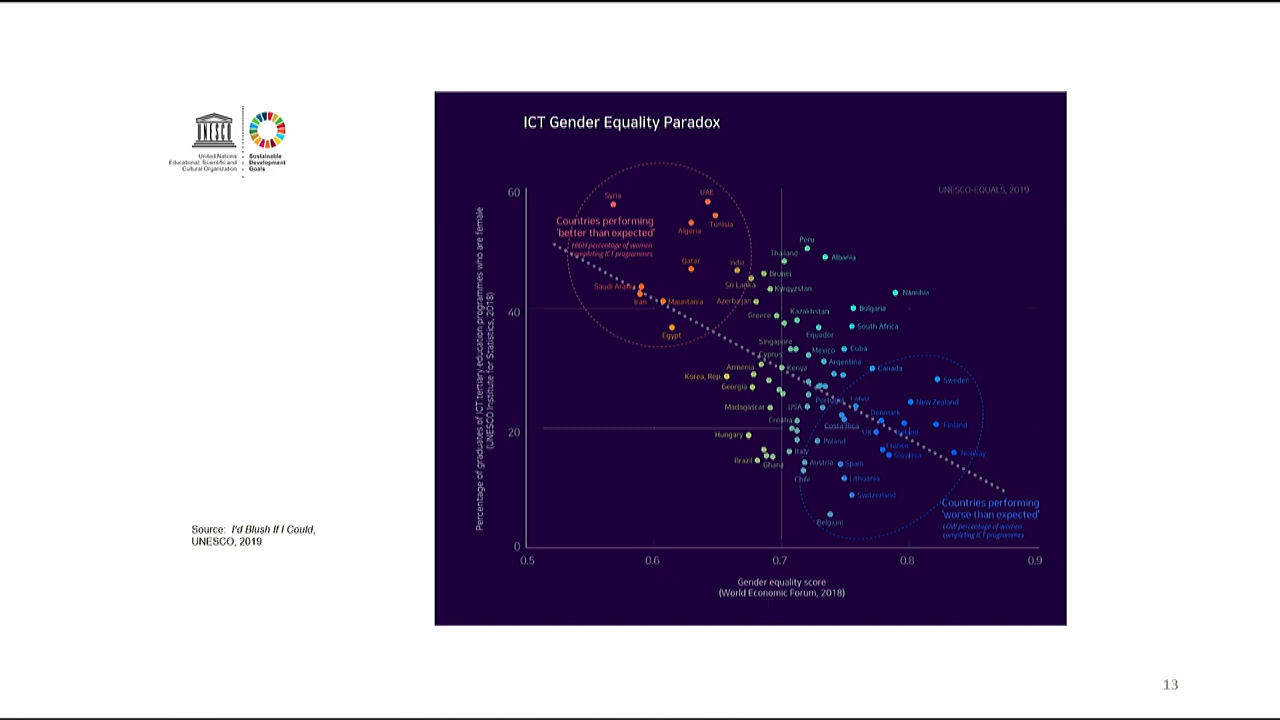 UNESCO
United Nations
Educational, Scientific and
Cultural Organization
Sustainable
Development
Goals
ICT Gender Equality Paradox
UNESCO-EQUALS, 2019
Percentage of graduates of ICT tertiary education programmes who are female
(UNESCO Institute for Statistics, 2018)
60
40
20
0
Syria
UAE
Countries performing
'better than expected'
HIGH percentage of women
completing ICT programmes
Algeria
Tunisia
Peru
Thailand
Albania
Qatar
India
Brunei
Sri Lanka
Kyrgyzstan
Saudi Arabia
Iran
Mauritania
Azerbaijan
Namibia
Greece
Kazakhstan
Bulgaria
Egypt
Equador
South Africa
Singapore
Cyprus
Mexico
Cuba
Armenia
Kenya
Argentina
Canada
Korea, Rep.
Georgia
Sweden
Madagascar
USA
Portugal
Latvia
New Zealand
Croatia
Costa Rica
Denmark
Finland
Hungary
Poland
UK
France
Slovenia
Norway
Brazil
Ghana
Italy
Austria
Spain
Chile
Lithuania
Switzerland
Belgium
Countries performing
'worse than expected'
LOW percentage of women
completing ICT programmes
0.5
0.6
0.7
0.8
0.9
Gender equality score
(World Economic Forum, 2018)
Source: I'd Blush If I Could,
UNESCO, 2019
13